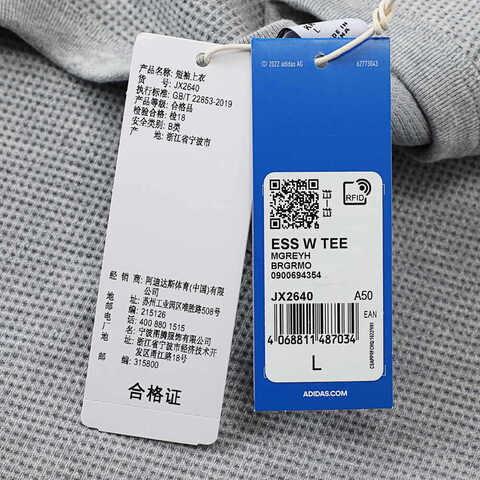 产品名称: 短袖上衣
货 号: JX2640
执行标准: GB/T 22853-2019
产品等级: 合格品
检验合格: 检18
安全类别: B类
产 地: 浙江省宁波市
经 销 商: 阿迪达斯体育(中国)有限公司
地 址: 苏州工业园区唯胜路508号
邮 编: 215126
电 话: 400 880 1515
厂 名: 宁波图腾服饰有限公司
地 址: 浙江省宁波市经济技术开发区甬江路18号
邮 编: 315800
合格证
L
© 2022 adidas AG
62773043
RFID
ESS W TEE
MGREYH
BRGRMO
0900694354
JX2640 A50
EAN
4 068811 487034
L
ADIDAS.COM